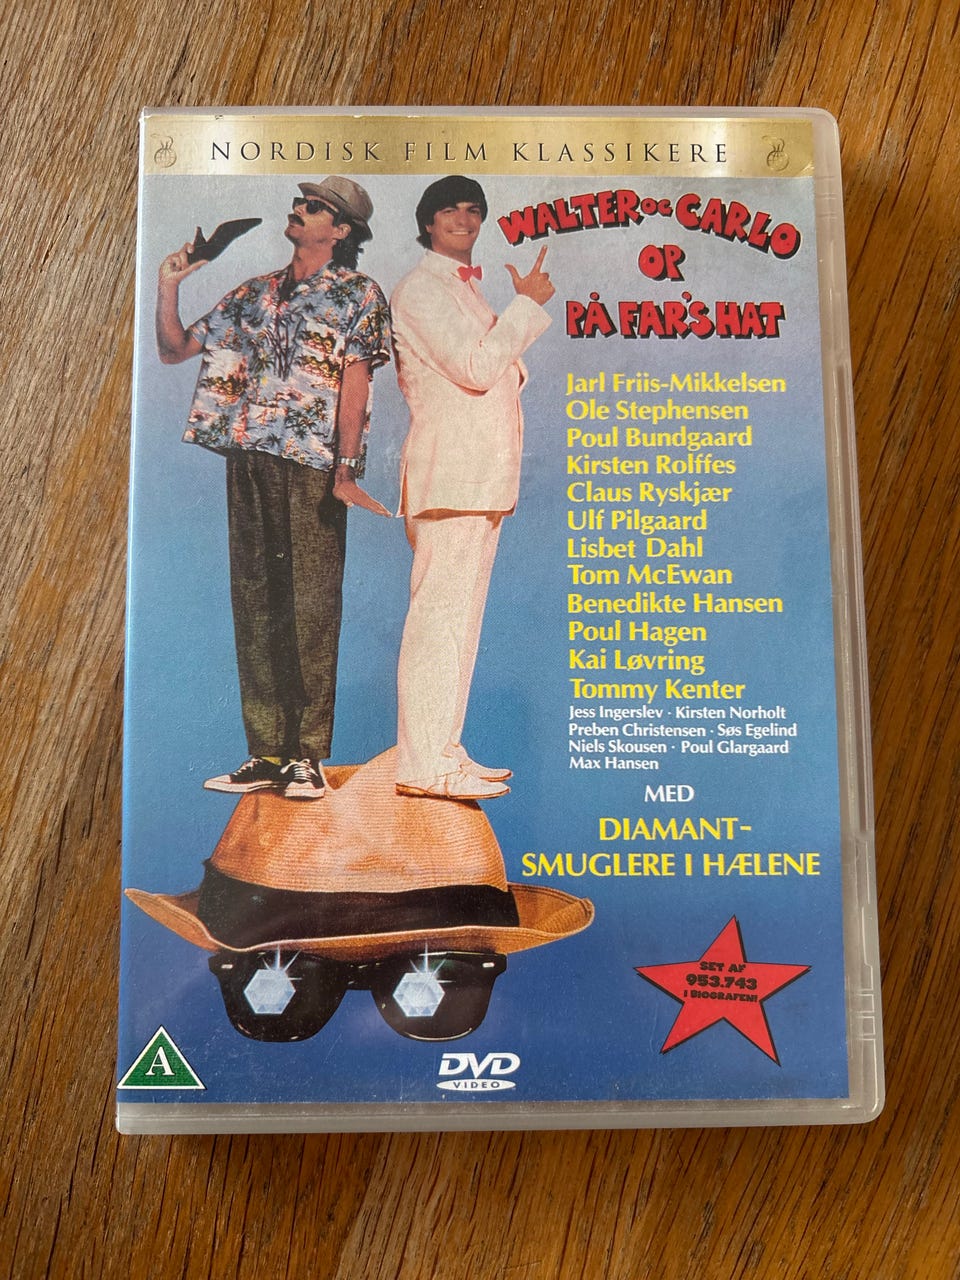 NORDISK FILM KLASSIKERE
WALTER OG CARLO
OP
PÅ FAR'S HAT
Jarl Friis-Mikkelsen
Ole Stephensen
Poul Bundgaard
Kirsten Rolffes
Claus Ryskjær
Ulf Pilgaard
Lisbet Dahl
Tom McEwan
Benedikte Hansen
Poul Hagen
Kai Løvring
Tommy Kenter
Jess Ingerslev · Kirsten Norholt
Preben Christensen · Søs Egelind
Niels Skousen · Poul Glargaard
Max Hansen
MED
DIAMANT-
SMUGLERE I HÆLENE
SET AF
953.743
I BIOGRAFEN!
A
DVD
VIDEO